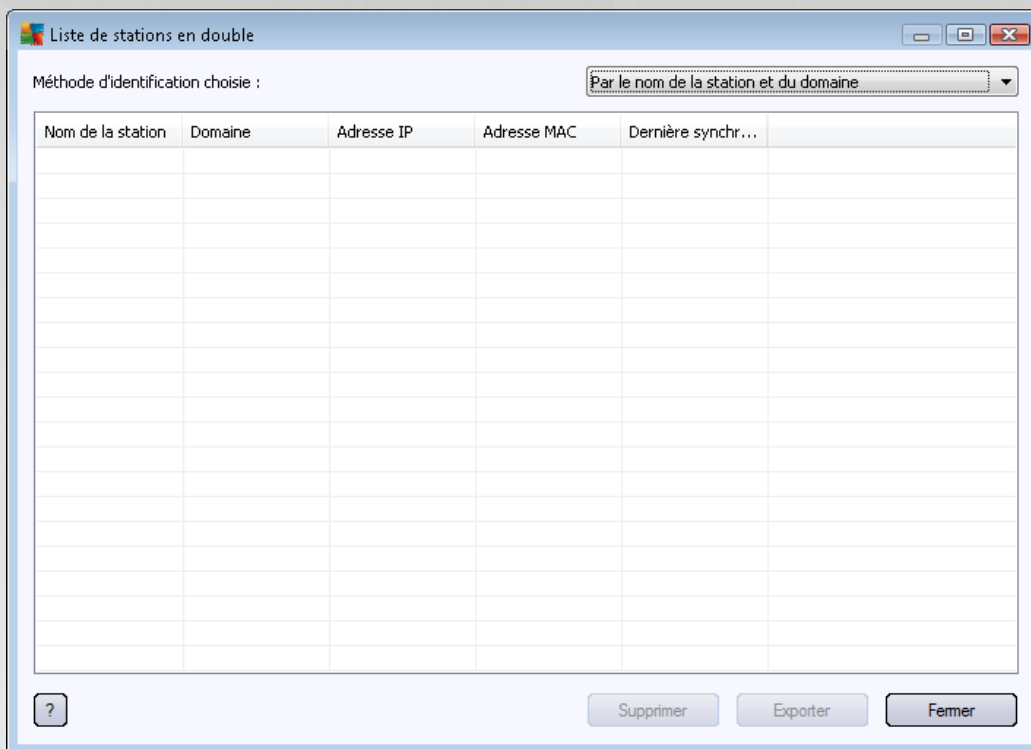 Liste de stations en double
Méthode d'identification choisie :
Par le nom de la station et du domaine
Nom de la station Domaine Adresse IP Adresse MAC Dernière synchr...
? Supprimer Exporter Fermer